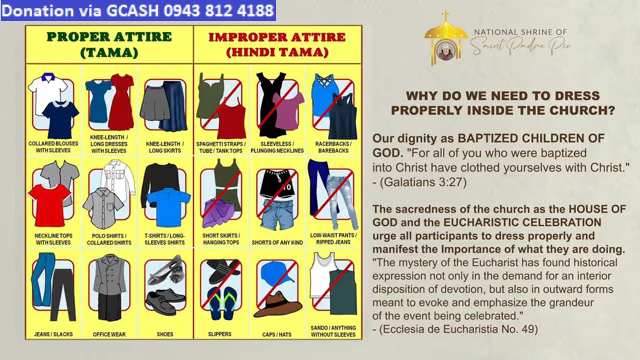 Donation via GCASH 0943 812 4188
PROPER ATTIRE
(TAMA)
IMPROPER ATTIRE
(HINDI TAMA)
COLLARED BLOUSES
WITH SLEEVES
KNEE-LENGTH /
LONG DRESSES
WITH SLEEVES
KNEE-LENGTH /
LONG SKIRTS
SPAGHETTI STRAPS /
TUBE / TANK TOPS
SLEEVELESS /
PLUNGING NECKLINES
RACERBACKS /
BAREBACKS
NECKLINE TOPS
WITH SLEEVES
POLO SHIRTS /
COLLARED SHIRTS
T-SHIRTS / LONG-
SLEEVES SHIRTS
SHORT SKIRTS /
HANGING TOPS
SHORTS OF ANY KIND
LOW-WAIST PANTS /
RIPPED JEANS
JEANS / SLACKS
OFFICE WEAR
SHOES
SLIPPERS
CAPS / HATS
SANDO / ANYTHING
WITHOUT SLEEVES
NATIONAL SHRINE OF
Saint Padre Pio
WHY DO WE NEED TO DRESS
PROPERLY INSIDE THE CHURCH?
Our dignity as BAPTIZED CHILDREN OF
GOD. "For all of you who were baptized
into Christ have clothed yourselves with Christ."
- (Galatians 3:27)
The sacredness of the church as the HOUSE OF
GOD and the EUCHARISTIC CELEBRATION
urge all participants to dress properly and
manifest the Importance of what they are doing.
"The mystery of the Eucharist has found historical
expression not only in the demand for an interior
disposition of devotion, but also in outward forms
meant to evoke and emphasize the grandeur
of the event being celebrated."
- (Ecclesia de Eucharistia No. 49)